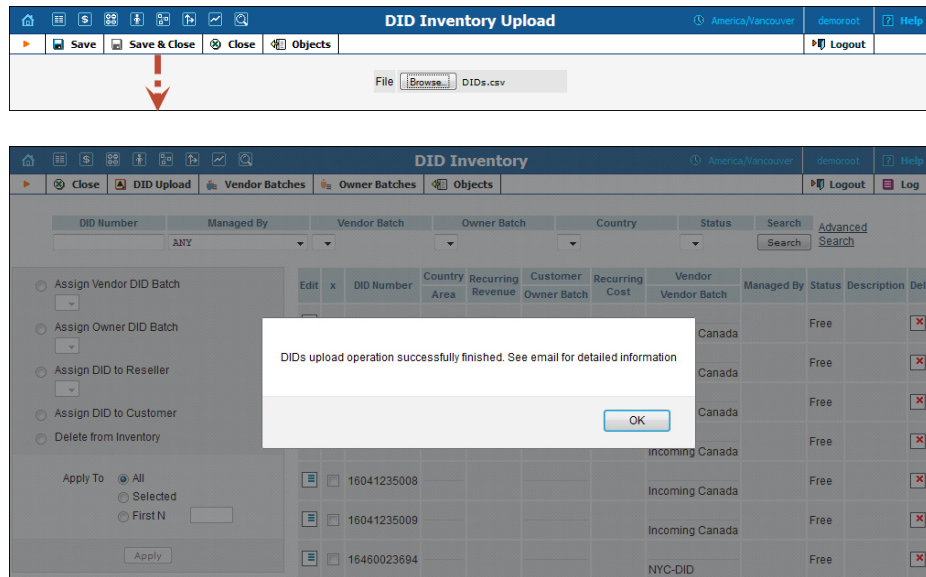 DID Inventory Upload
America/Vancouver
demoroot
? Help
Save
Save & Close
Close
Objects
Logout
File Browse... DIDs.csv
DID Inventory
America/Vancouver
demoroot
? Help
Close
DID Upload
Vendor Batches
Owner Batches
Objects
Logout
Log
DID Number Managed By Vendor Batch Owner Batch Country Status Search
ANY Search
Advanced
Search
Assign Vendor DID Batch
Assign Owner DID Batch
Assign DID to Reseller
Assign DID to Customer
Delete from Inventory
Apply To All
Selected
First N
Apply
Edit x DID Number Country Recurring Customer Recurring Vendor Managed By Status Description Del
Area Revenue Owner Batch Cost Vendor Batch
Free
Canada
Free
Canada
Free
Canada
Free
Incoming Canada
16041235008 Free
Incoming Canada
16041235009 Free
Incoming Canada
16460023694 Free
NYC-DID
DIDs upload operation successfully finished. See email for detailed information
OK